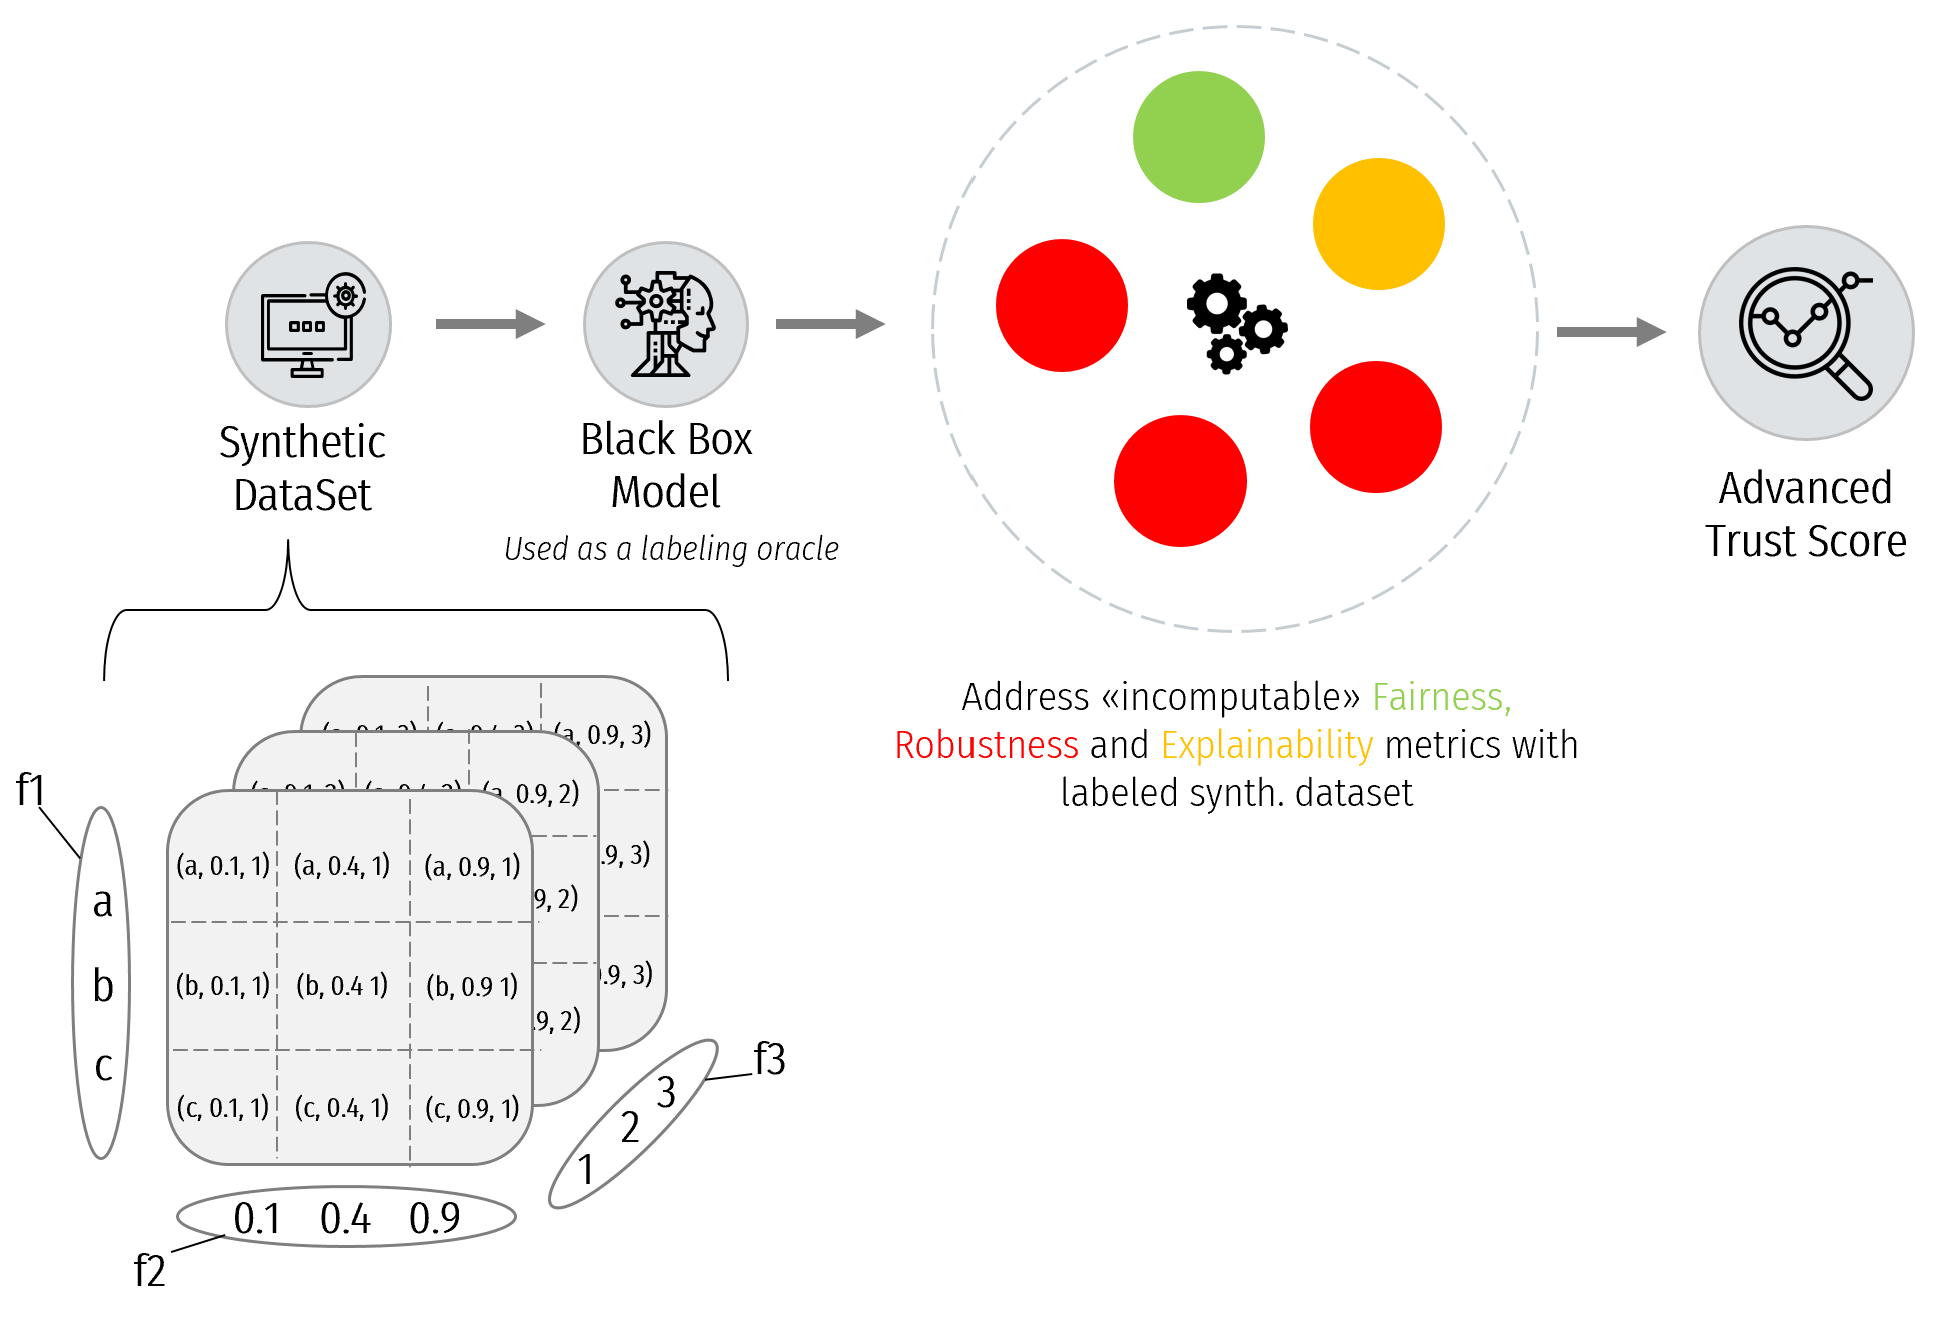 Synthetic
DataSet
Black Box
Model
Used as a labeling oracle
Address «incomputable» Fairness,
Robustness and Explainability metrics with
labeled synth. dataset
Advanced
Trust Score
f1
a
b
c
(a, 0.9, 3)
.9, 3)
0.9, 3)
(a, 0.9, 2)
9, 2)
.9, 2)
(a, 0.1, 1) (a, 0.4, 1) (a, 0.9, 1)
(b, 0.1, 1) (b, 0.4 1) (b, 0.9 1)
(c, 0.1, 1) (c, 0.4, 1) (c, 0.9, 1)
f3
3
2
1
0.1 0.4 0.9
f2